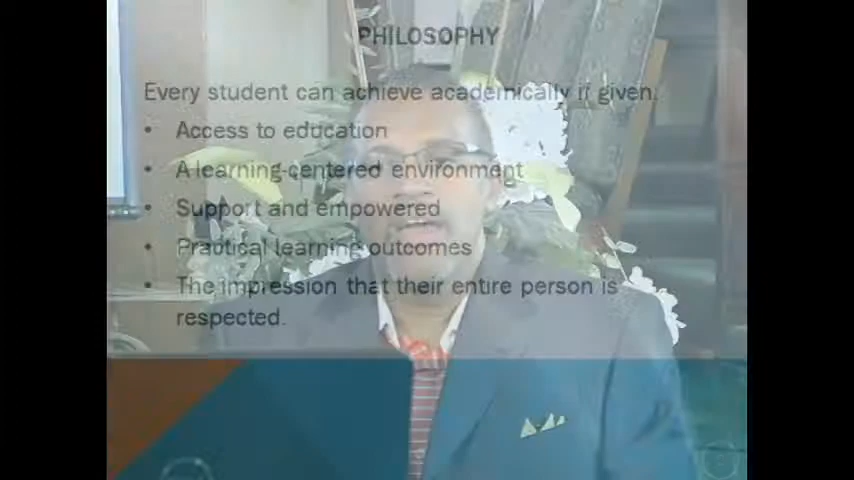 PHILOSOPHY
Every student can achieve academically if given.
• Access to education
• A learning-centered environment
• Support and empowered
• Practical learning outcomes
• The impression that their entire person is
respected.